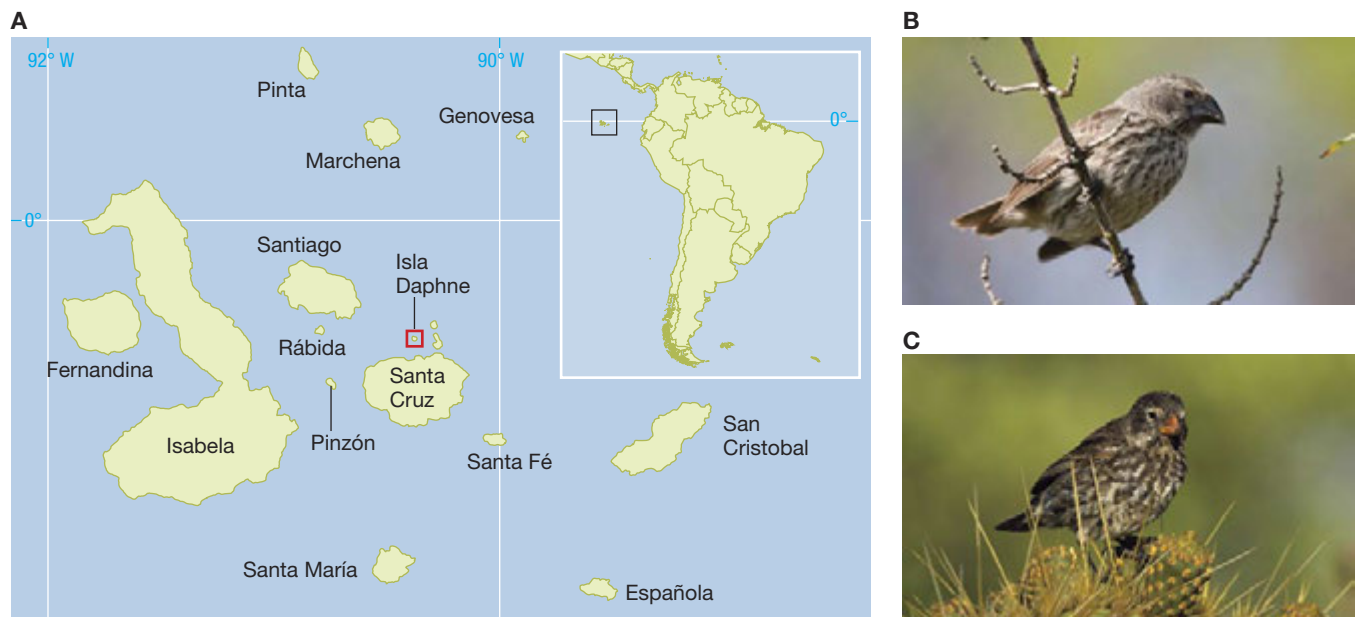 A
92° W
90° W
Pinta
Genovesa
Marchena
0°
0°
Santiago
Isla
Daphne
Rábida
Fernandina
Santa
Cruz
Isabela
Pinzón
Santa Fé
San
Cristobal
Santa María
Española
B
C